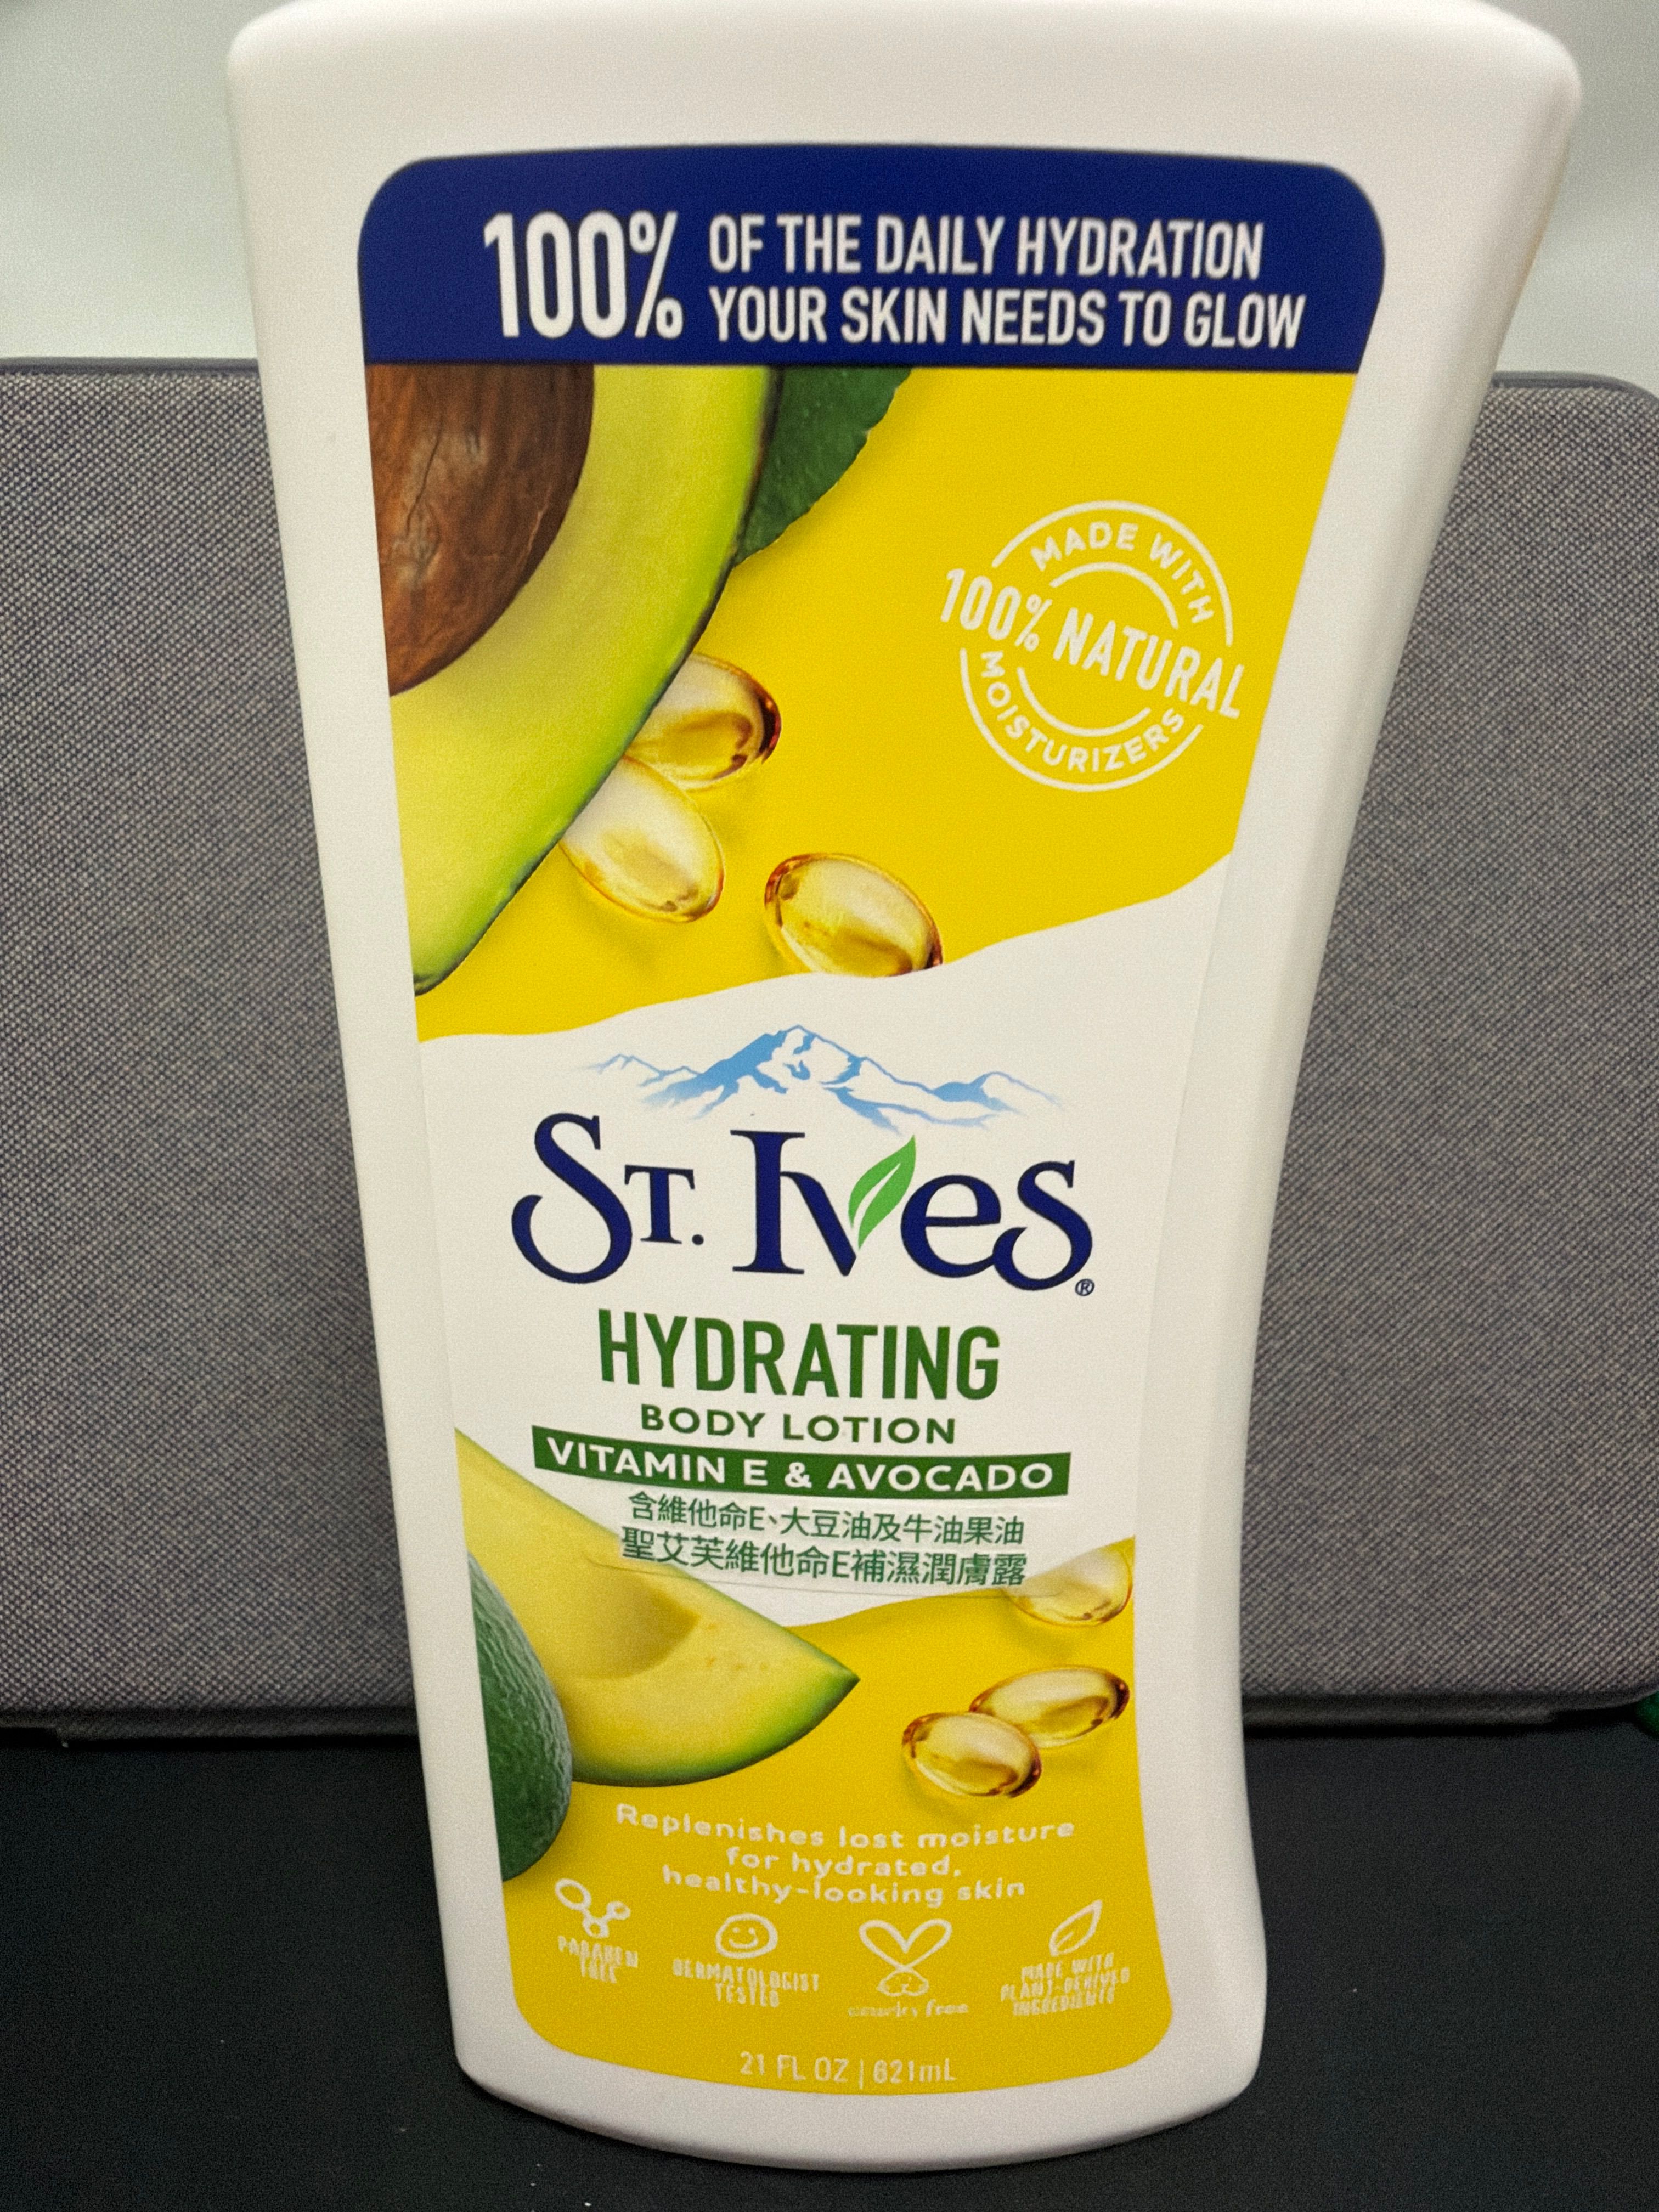 100% OF THE DAILY HYDRATION
YOUR SKIN NEEDS TO GLOW
MADE WITH
100% NATURAL
MOISTURIZERS
ST. IVES®
HYDRATING
BODY LOTION
VITAMIN E & AVOCADO
含維他命E、大豆油及牛油果油
聖艾芙維他命E補濕潤膚露
Replenishes lost moisture
for hydrated,
healthy-looking skin
PARABEN
FREE
DERMATOLOGIST
TESTED
cruelty free
MADE WITH
PLANT-DERIVED
INGREDIENTS
21 FL OZ | 621mL